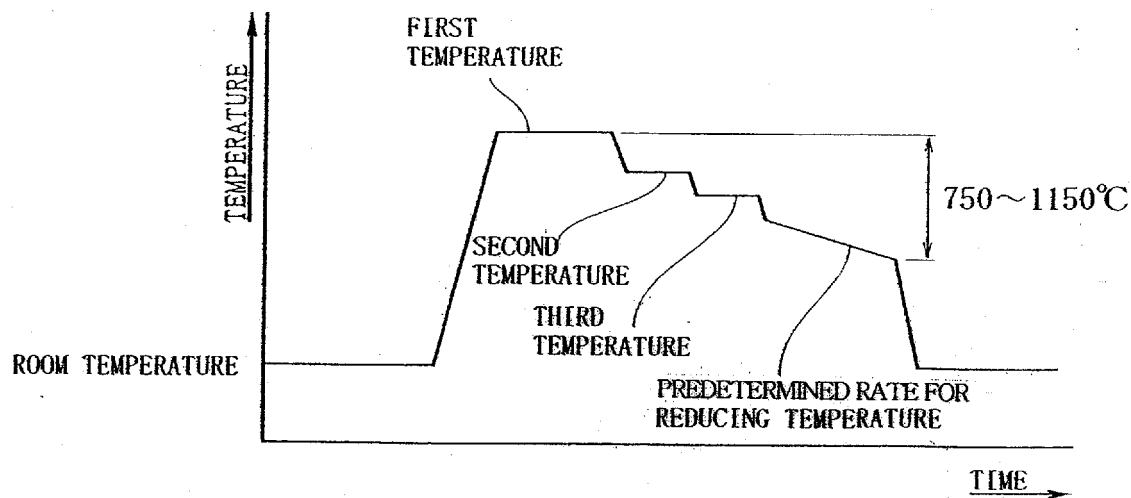 FIRST
TEMPERATURE
TEMPERATURE
750～1150℃
SECOND
TEMPERATURE
THIRD
TEMPERATURE
ROOM TEMPERATURE
PREDETERMINED RATE FOR
REDUCING TEMPERATURE
TIME